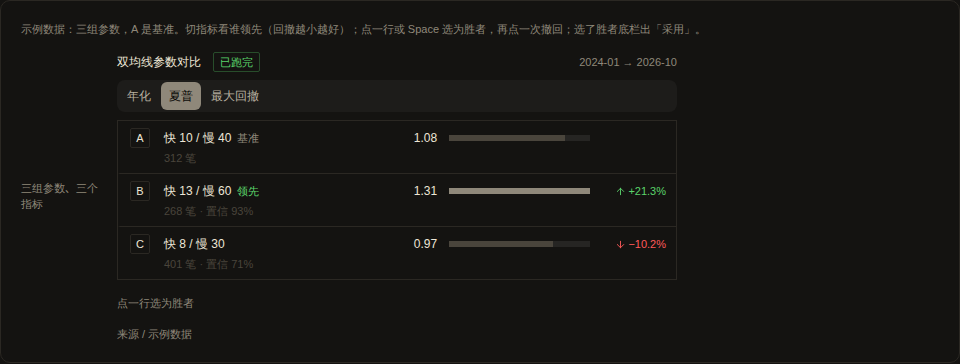 示例数据：三组参数，A 是基准。切指标看谁领先（回撤越小越好）；点一行或 Space 选为胜者，再点一次撤回；选了胜者底栏出「采用」。
双均线参数对比 已跑完 2024-01 → 2026-10
年化 夏普 最大回撤
A 快 10 / 慢 40 基准 1.08
312 笔
三组参数、三个
指标
B 快 13 / 慢 60 领先 1.31 ↑ +21.3%
268 笔 · 置信 93%
C 快 8 / 慢 30 0.97 ↓ −10.2%
401 笔 · 置信 71%
点一行选为胜者
来源 / 示例数据